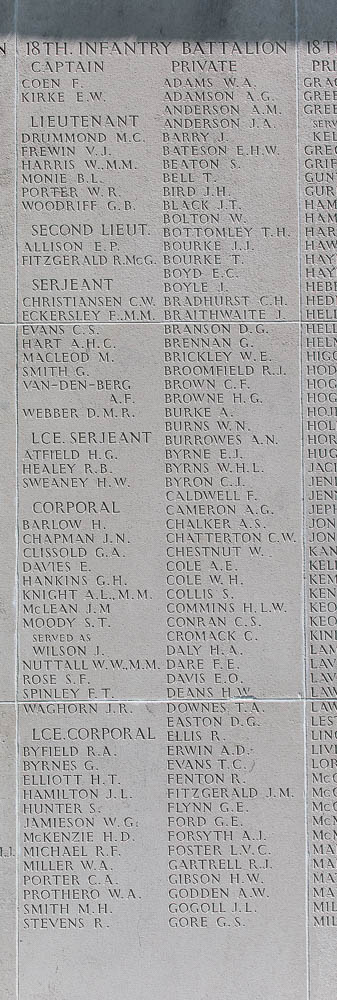 18TH. INFANTRY BATTALION
CAPTAIN
COEN F.
KIRKE E.W.
LIEUTENANT
DRUMMOND M.C.
FREWIN V.J.
HARRIS W.,M.M.
MONIE B.L.
PORTER W.R.
WOODRIFF G.B.
SECOND LIEUT.
ALLISON E.P.
FITZGERALD R.McG.
SERJEANT
CHRISTIANSEN C.W.
ECKERSLEY F.,M.M.
EVANS C.S.
HART A.H.C.
MACLEOD M.
SMITH G.
VAN-DEN-BERG
A.F.
WEBBER D.M.R.
LCE. SERJEANT
ATFIELD H.G.
HEALEY R.B.
SWEANEY H.W.
CORPORAL
BARLOW H.
CHAPMAN J.N.
CLISSOLD G.A.
DAVIES E.
HANKINS G.H.
KNIGHT A.L.,M.M.
McLEAN J.M
MOODY S.T.
SERVED AS
WILSON J.
NUTTALL W.W.,M.M.
ROSE S.F.
SPINLEY F.T.
WAGHORN J.R.
LCE.CORPORAL
BYFIELD R.A.
BYRNES G.
ELLIOTT H.T.
HAMILTON J.L.
HUNTER S.
JAMIESON W.G.
McKENZIE H.D.
MICHAEL R.F.
MILLER W.A.
PORTER C.A.
PROTHERO W.A.
SMITH M.H.
STEVENS R.
PRIVATE
ADAMS W.A.
ADAMSON A.G.
ANDERSON A.M.
ANDERSON J.A.
BARRY J.
BATESON E.H.W.
BEATON S.
BELL T.
BIRD J.H.
BLACK J.T.
BOLTON W.
BOTTOMLEY T.H.
BOURKE J.J.
BOURKE T.
BOYD E.C.
BOYLE J.
BRADHURST C.H.
BRAITHWAITE J.
BRANSON D.G.
BRENNAN G.
BRICKLEY W.E.
BROOMFIELD R.J.
BROWN C.F.
BROWNE H.G.
BURKE A.
BURNS W.N.
BURROWES A.N.
BYRNE E.J.
BYRNS W.H.L.
BYRON C.J.
CALDWELL F.
CAMERON A.G.
CHALKER A.S.
CHATTERTON C.W.
CHESTNUT W.
COLE A.E.
COLE W.H.
COLLIS S.
COMMINS H.L.W.
CONRAN C.S.
CROMACK C.
DALY H.A.
DARE F.E.
DAVIS E.O.
DEANS H.W.
DOWNES T.A.
EASTON D.G.
ELLIS R.
ERWIN A.D.
EVANS T.C.
FENTON R.
FITZGERALD J.M.
FLYNN G.E.
FORD G.E.
FORSYTH A.J.
FOSTER L.V.C.
GARTRELL R.J.
GIBSON H.W.
GODDEN A.W.
GOGOLL J.L.
GORE G.S.